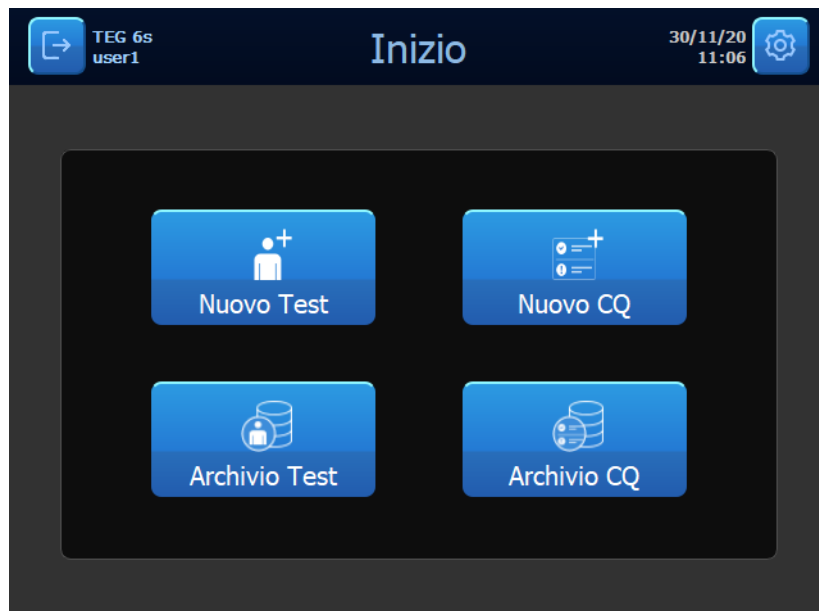 TEG 6s
user1
Inizio
30/11/20
11:06
Nuovo Test
Nuovo CQ
Archivio Test
Archivio CQ